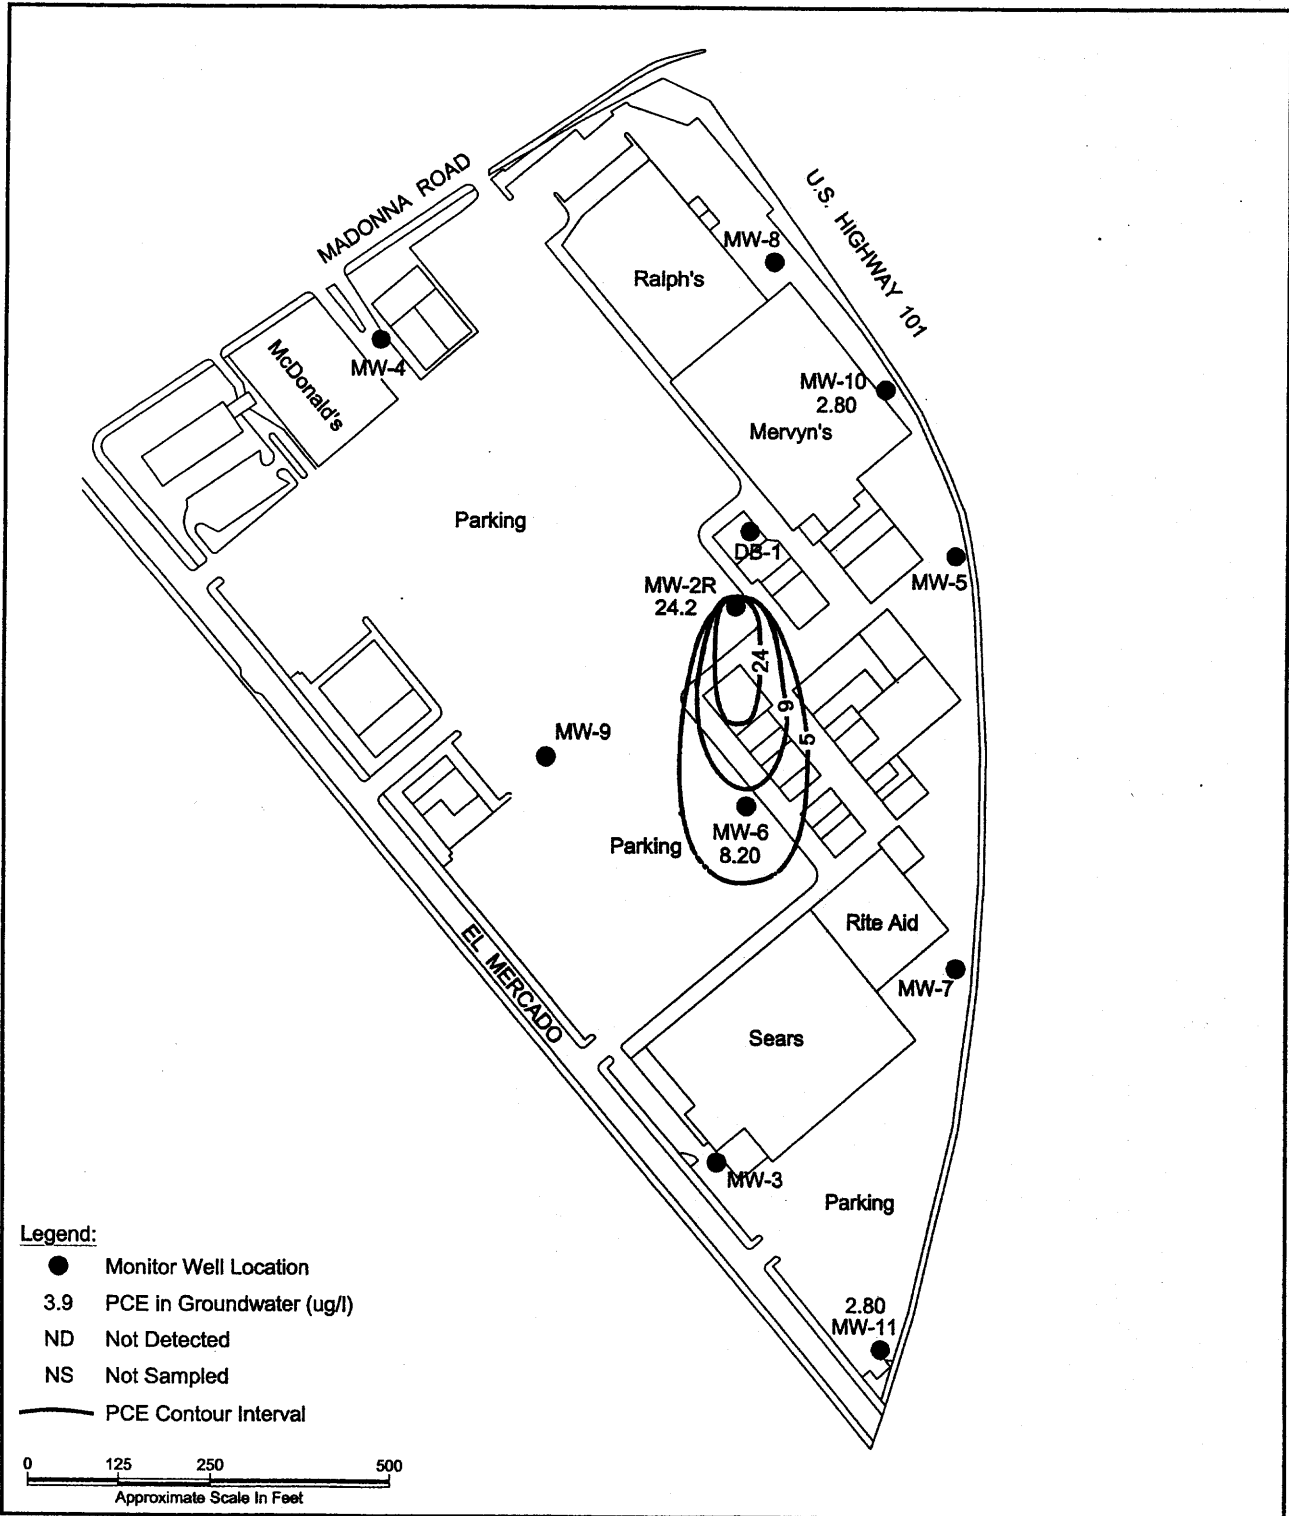 MADONNA ROAD
U.S. HIGHWAY 101
MW-8
Ralph's
MW-4
McDonald's
MW-10
2.80
Mervyn's
Parking
DB-1
MW-5
MW-2R
24.2
24
9
5
MW-9
MW-6
8.20
Parking
Rite Aid
EL MERCADO
MW-7
Sears
MW-3
Parking
2.80
MW-11
Legend:
Monitor Well Location
3.9 PCE in Groundwater (ug/l)
ND Not Detected
NS Not Sampled
PCE Contour Interval
0 125 250 500
Approximate Scale In Feet